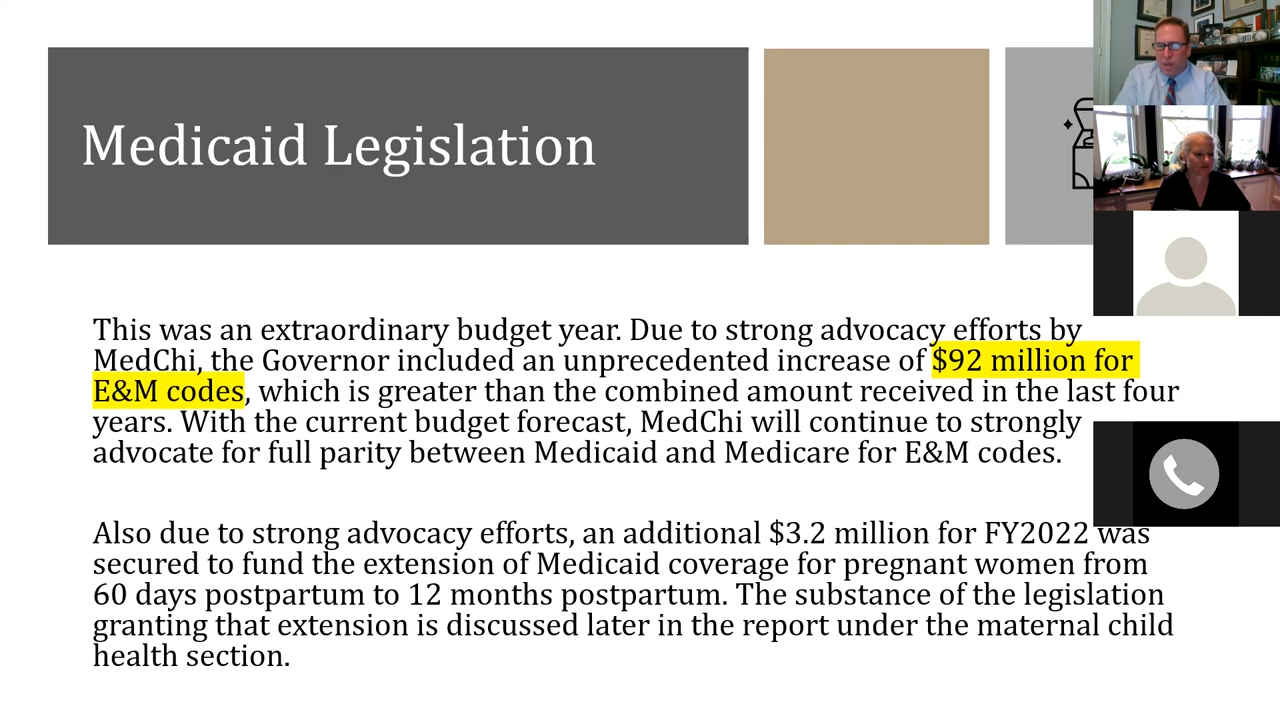 Medicaid Legislation
This was an extraordinary budget year. Due to strong advocacy efforts by
MedChi, the Governor included an unprecedented increase of $92 million for
E&M codes, which is greater than the combined amount received in the last four
years. With the current budget forecast, MedChi will continue to strongly
advocate for full parity between Medicaid and Medicare for E&M codes.
Also due to strong advocacy efforts, an additional $3.2 million for FY2022 was
secured to fund the extension of Medicaid coverage for pregnant women from
60 days postpartum to 12 months postpartum. The substance of the legislation
granting that extension is discussed later in the report under the maternal child
health section.